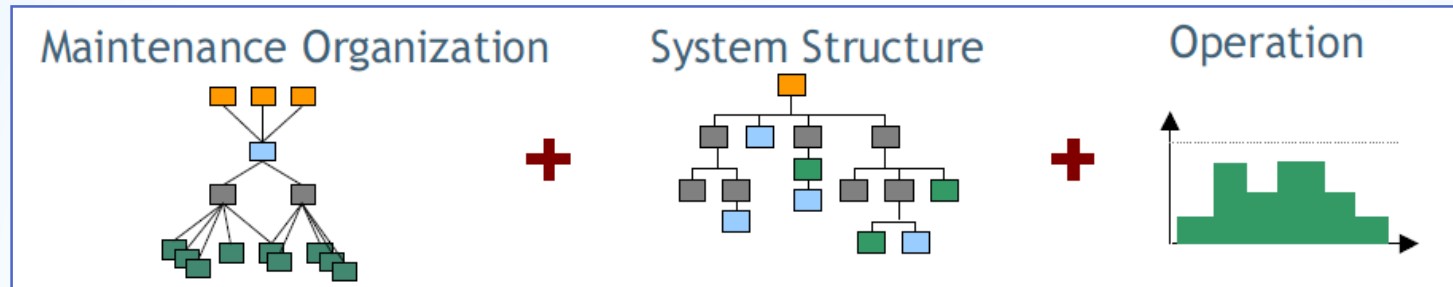 Maintenance Organization
System Structure
Operation